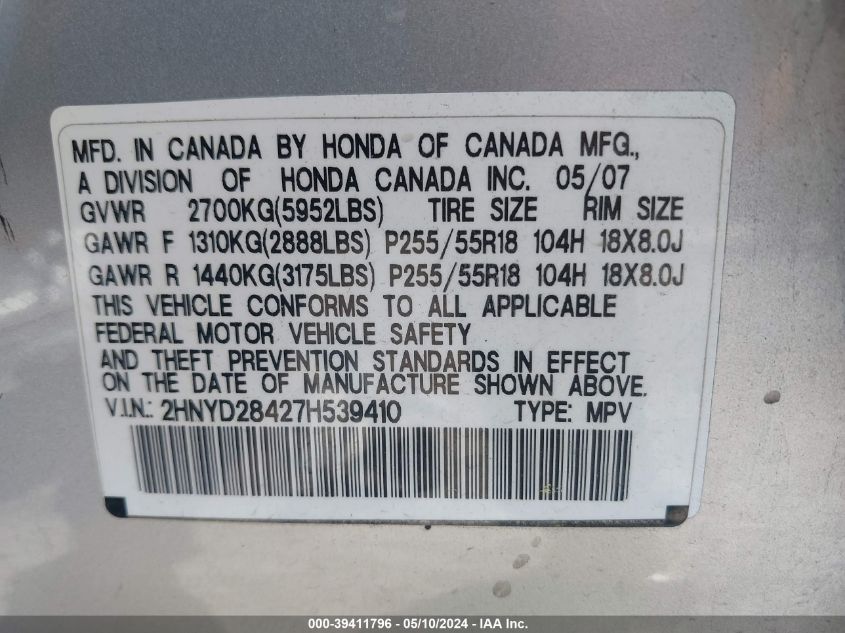 MFD. IN CANADA BY HONDA OF CANADA MFG.,
A DIVISION OF HONDA CANADA INC. 05/07
GVWR 2700KG(5952LBS) TIRE SIZE RIM SIZE
GAWR F 1310KG(2888LBS) P255/55R18 104H 18X8.0J
GAWR R 1440KG(3175LBS) P255/55R18 104H 18X8.0J
THIS VEHICLE CONFORMS TO ALL APPLICABLE
FEDERAL MOTOR VEHICLE SAFETY
AND THEFT PREVENTION STANDARDS IN EFFECT
ON THE DATE OF MANUFACTURE SHOWN ABOVE.
V.I.N.: 2HNYD28427H539410 TYPE: MPV
000-39411796 - 05/10/2024 - IAA Inc.